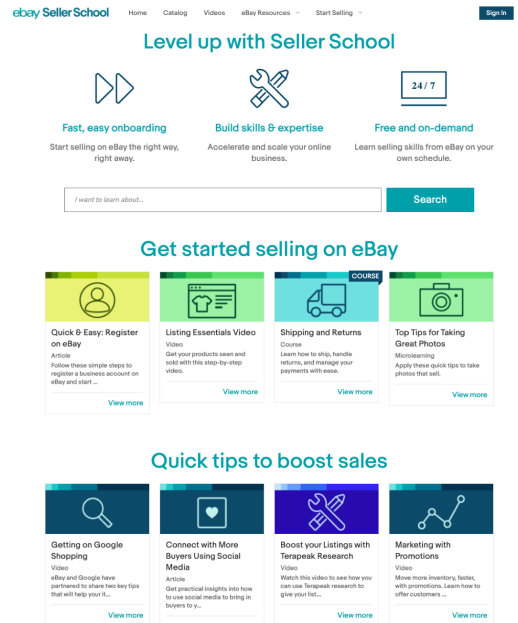 ebay Seller School
Home Catalog Videos eBay Resources Start Selling Sign In
Level up with Seller School
24/7
Fast, easy onboarding
Start selling on eBay the right way,
right away.
Build skills & expertise
Accelerate and scale your online
business.
Free and on-demand
Learn selling skills from eBay on your
own schedule.
I want to learn about...
Search
Get started selling on eBay
Quick & Easy: Register
on eBay
Article
Follow these simple steps to
register a business account on
eBay and start ...
View more
Listing Essentials Video
Video
Get your products seen and
sold with this step-by-step
video.
View more
COURSE
Shipping and Returns
Course
Learn how to ship, handle
returns, and manage your
payments with ease.
View more
Top Tips for Taking
Great Photos
Microlearning
Apply these quick tips to take
photos that sell.
View more
Quick tips to boost sales
Getting on Google
Shopping
Video
eBay and Google have
partnered to share two key tips
that will help your it...
View more
Connect with More
Buyers Using Social
Media
Article
Get practical insights into how
to use social media to bring in
buyers to y...
Boost your Listings with
Terapeak Research
Video
Watch this video to see how you
can use Terapeak research to
give your list...
View more
Marketing with
Promotions
Video
Move more inventory, faster,
with promotions. Learn how to
offer customers ...
View more